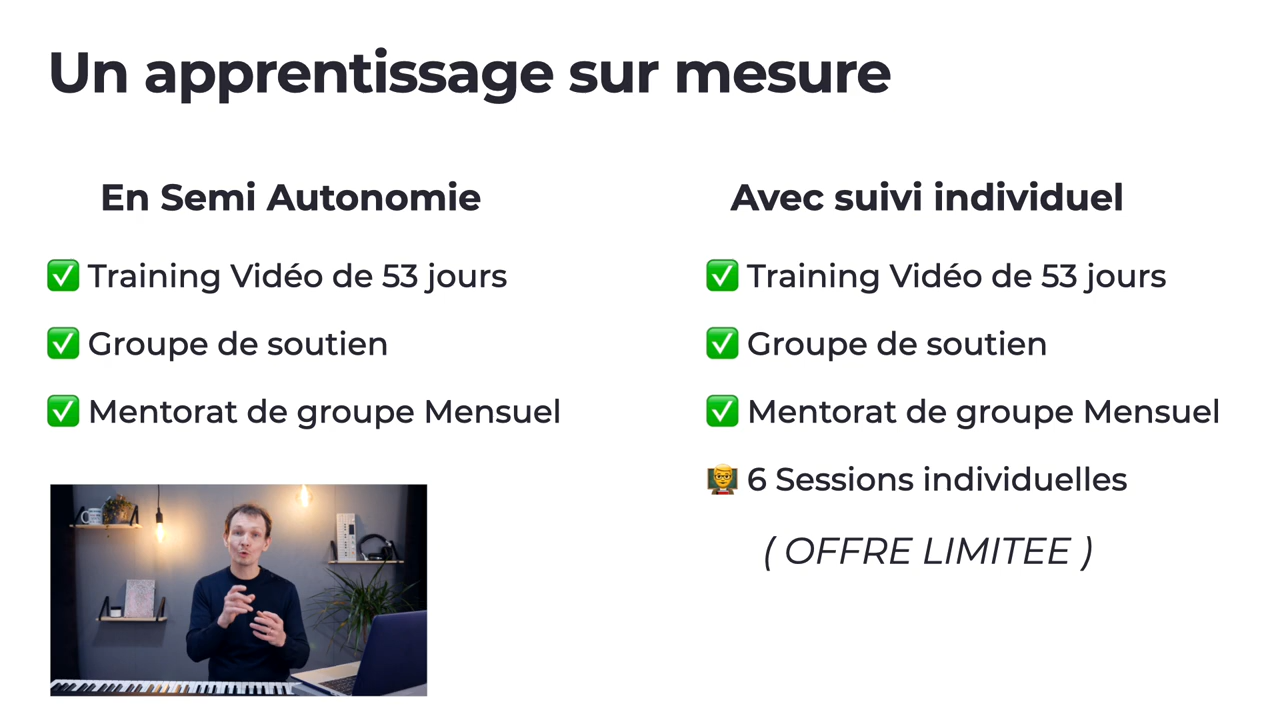 Un apprentissage sur mesure
En Semi Autonomie
✅ Training Vidéo de 53 jours
✅ Groupe de soutien
✅ Mentorat de groupe Mensuel
Avec suivi individuel
✅ Training Vidéo de 53 jours
✅ Groupe de soutien
✅ Mentorat de groupe Mensuel
👨‍🏫 6 Sessions individuelles
( OFFRE LIMITEE )